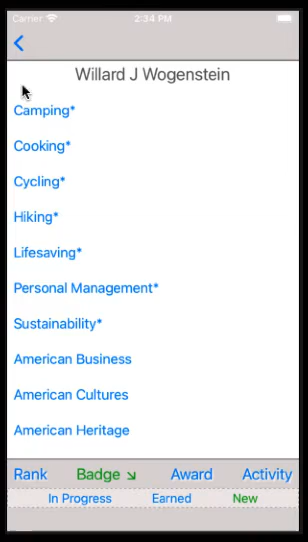 Carrier 2:34 PM
Willard J Wogenstein
Camping*
Cooking*
Cycling*
Hiking*
Lifesaving*
Personal Management*
Sustainability*
American Business
American Cultures
American Heritage
Rank Badge ↘ Award Activity
In Progress Earned New